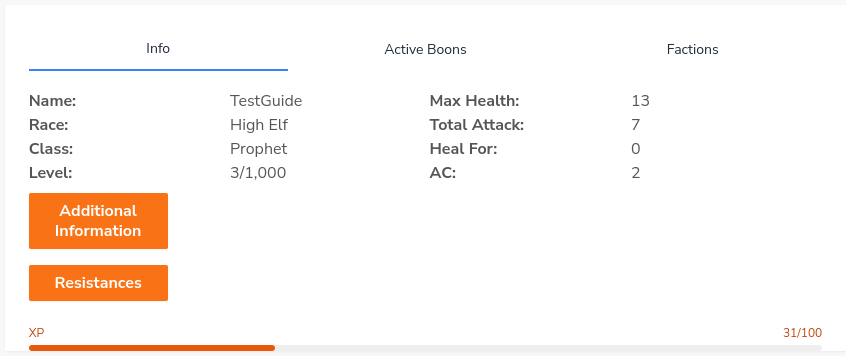 Info Active Boons Factions
Name: TestGuide Max Health: 13
Race: High Elf Total Attack: 7
Class: Prophet Heal For: 0
Level: 3/1,000 AC: 2
Additional
Information
Resistances
XP 31/100